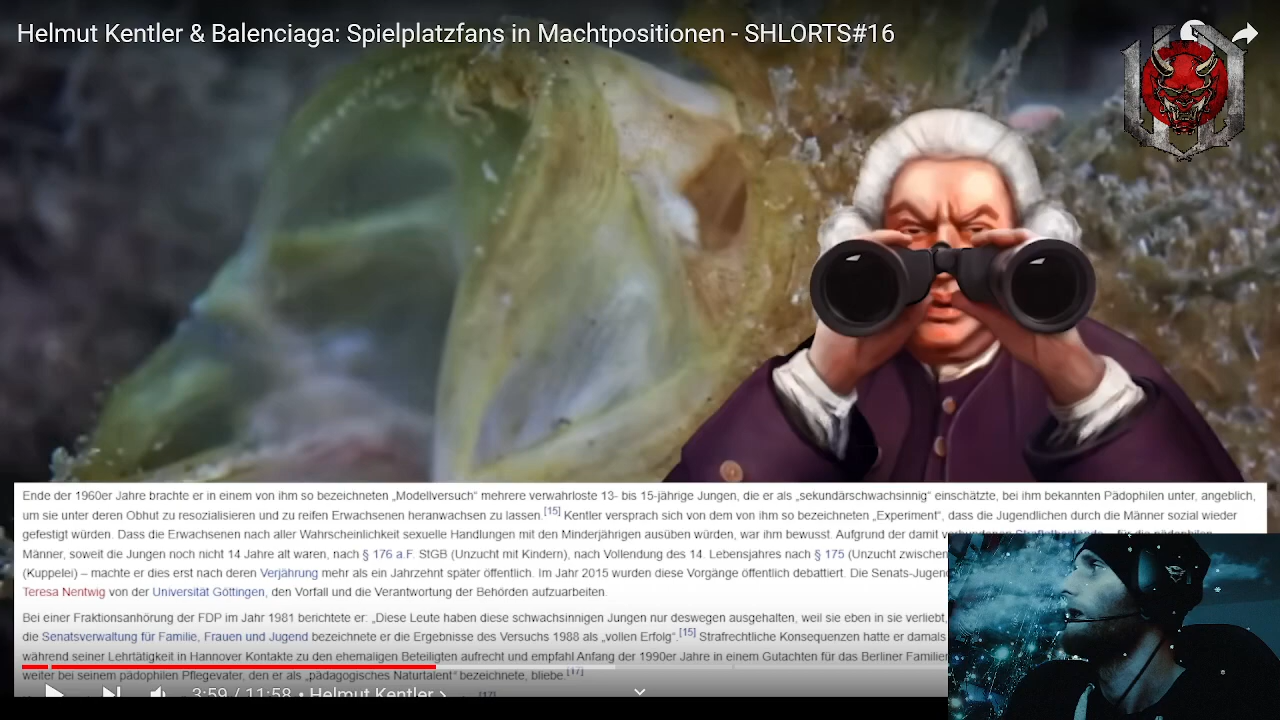 Helmut Kentler & Balenciaga: Spielplatzfans in Machtpositionen - SHLORTS#16
Ende der 1960er Jahre brachte er in einem von ihm so bezeichneten „Modellversuch“ mehrere verwahrloste 13- bis 15-jährige Jungen, die er als „sekundärschwachsinnig“ einschätzte, bei ihm bekannten Pädophilen unter, angeblich,
um sie unter deren Obhut zu resozialisieren und zu reifen Erwachsenen heranwachsen zu lassen.[15] Kentler versprach sich von dem von ihm so bezeichneten „Experiment“, dass die Jugendlichen durch die Männer sozial wieder
gefestigt würden. Dass die Erwachsenen nach aller Wahrscheinlichkeit sexuelle Handlungen mit den Minderjährigen ausüben würden, war ihm bewusst. Aufgrund der damit
Männer, soweit die Jungen noch nicht 14 Jahre alt waren, nach § 176 a.F. StGB (Unzucht mit Kindern), nach Vollendung des 14. Lebensjahres nach § 175 (Unzucht zwischen
(Kuppelei) – machte er dies erst nach deren Verjährung mehr als ein Jahrzehnt später öffentlich. Im Jahr 2015 wurden diese Vorgänge öffentlich debattiert. Die Senats-Jugen
Teresa Nentwig von der Universität Göttingen, den Vorfall und die Verantwortung der Behörden aufzuarbeiten.
Bei einer Fraktionsanhörung der FDP im Jahr 1981 berichtete er: „Diese Leute haben diese schwachsinnigen Jungen nur deswegen ausgehalten, weil sie eben in sie verliebt,
die Senatsverwaltung für Familie, Frauen und Jugend bezeichnete er die Ergebnisse des Versuchs 1988 als „vollen Erfolg“.[15] Strafrechtliche Konsequenzen hatte er damals
während seiner Lehrtätigkeit in Hannover Kontakte zu den ehemaligen Beteiligten aufrecht und empfahl Anfang der 1990er Jahre in einem Gutachten für das Berliner Familien
weiter bei seinem pädophilen Pflegevater, den er als „pädagogisches Naturtalent“ bezeichnete, bliebe.[17]
3:59 / 11:58 • Helmut Kentler ›
[17]